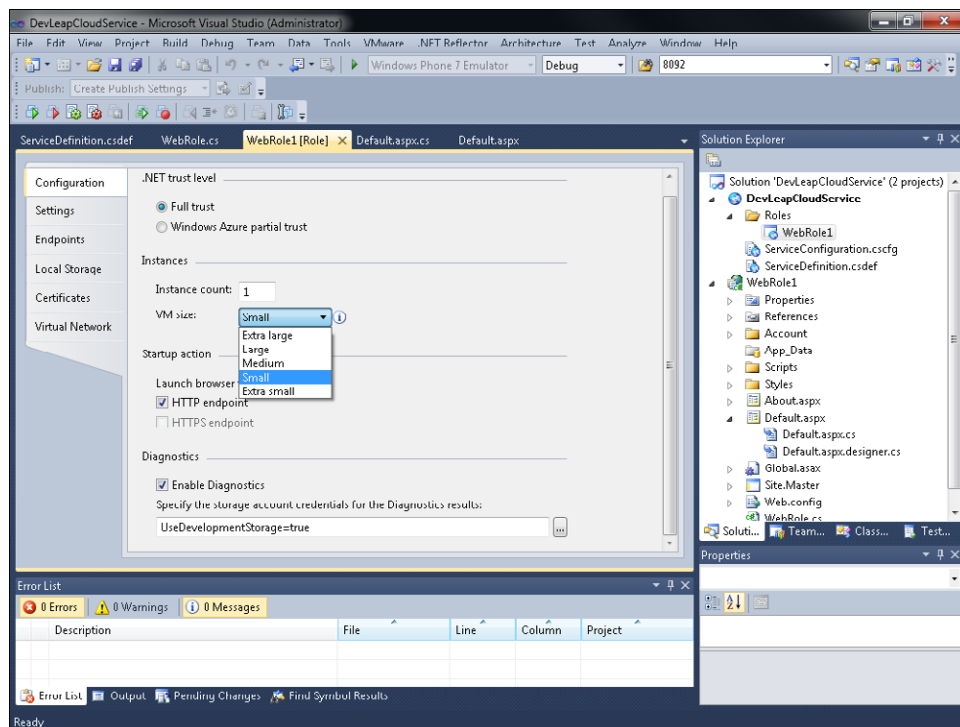 DevLeapCloudService - Microsoft Visual Studio (Administrator)
File Edit View Project Build Debug Team Data Tools VMware .NET Reflector Architecture Test Analyze Window Help
Windows Phone 7 Emulator Debug 8092
Publish: Create Publish Settings
ServiceDefinition.csdef WebRole.cs WebRole1 [Role] Default.aspx.cs Default.aspx
Configuration
Settings
Endpoints
Local Storage
Certificates
Virtual Network
.NET trust level
Full trust
Windows Azure partial trust
Instances
Instance count: 1
VM size: Small
Extra large
Large
Medium
Small
Extra small
Startup action
Launch browser
HTTP endpoint
HTTPS endpoint
Diagnostics
Enable Diagnostics
Specify the storage account credentials for the Diagnostics results:
UseDevelopmentStorage=true
...
Solution Explorer
Solution 'DevLeapCloudService' (2 projects)
DevLeapCloudService
Roles
WebRole1
ServiceConfiguration.cscfg
ServiceDefinition.csdef
WebRole1
Properties
References
Account
App_Data
Scripts
Styles
About.aspx
Default.aspx
Default.aspx.cs
Default.aspx.designer.cs
Global.asax
Site.Master
Web.config
WebRole.cs
Soluti... Team... Class... Test...
Properties
Error List
0 Errors 0 Warnings 0 Messages
Description File Line Column Project
Error List Output Pending Changes Find Symbol Results
Ready